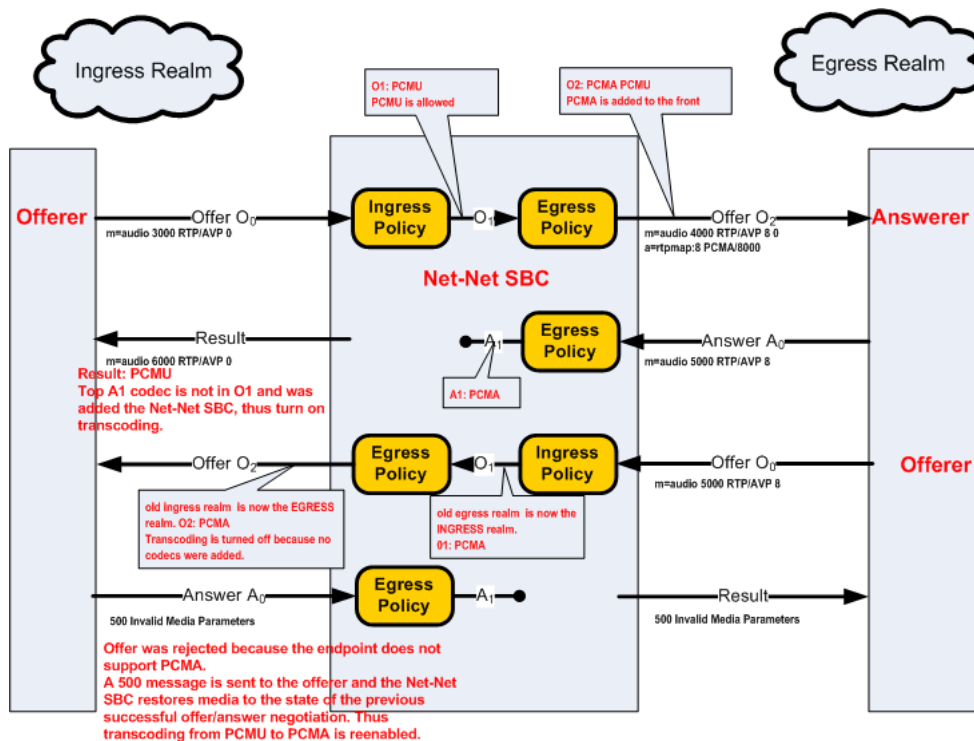 Ingress Realm
Egress Realm
O1: PCMU
PCMU is allowed
O2: PCMA PCMU
PCMA is added to the front
Offerer
Offer O₀
m=audio 3000 RTP/AVP 0
Ingress
Policy
O₁
Egress
Policy
Offer O₂
m=audio 4000 RTP/AVP 8 0
a=rtpmap:8 PCMA/8000
Answerer
Net-Net SBC
Result
m=audio 6000 RTP/AVP 0
A₁
Egress
Policy
Answer A₀
m=audio 5000 RTP/AVP 8
Result: PCMU
Top A1 codec is not in O1 and was
added the Net-Net SBC, thus turn on
transcoding.
A1: PCMA
Offer O₂
Egress
Policy
O₁
Ingress
Policy
Offer O₀
m=audio 5000 RTP/AVP 8
Offerer
old ingress realm is now the EGRESS
realm. O2: PCMA
Transcoding is turned off because no
codecs were added.
old egress realm is now the
INGRESS realm.
01: PCMA
Answer A₀
500 Invalid Media Parameters
Egress
Policy
A₁
Result
500 Invalid Media Parameters
Offer was rejected because the endpoint does not
support PCMA.
A 500 message is sent to the offerer and the Net-Net
SBC restores media to the state of the previous
successful offer/answer negotiation. Thus
transcoding from PCMU to PCMA is reenabled.